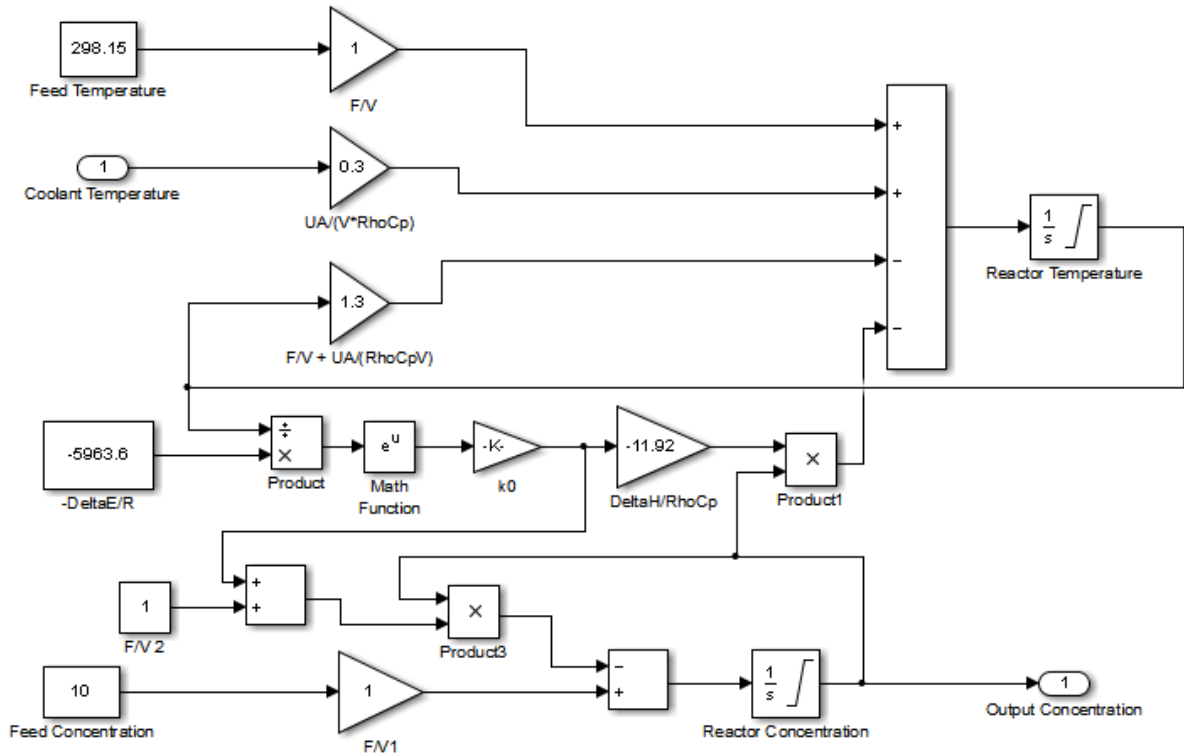 298.15
Feed Temperature
1
F/V
1
Coolant Temperature
0.3
UA/(V*RhoCp)
1.3
F/V + UA/(RhoCpV)
+
+
−
−
1
s
Reactor Temperature
-5963.6
-DeltaE/R
÷
×
Product
e^u
Math
Function
-K-
k0
-11.92
DeltaH/RhoCp
×
Product1
1
F/V 2
+
+
×
Product3
10
Feed Concentration
1
F/V1
−
+
1
s
Reactor Concentration
1
Output Concentration